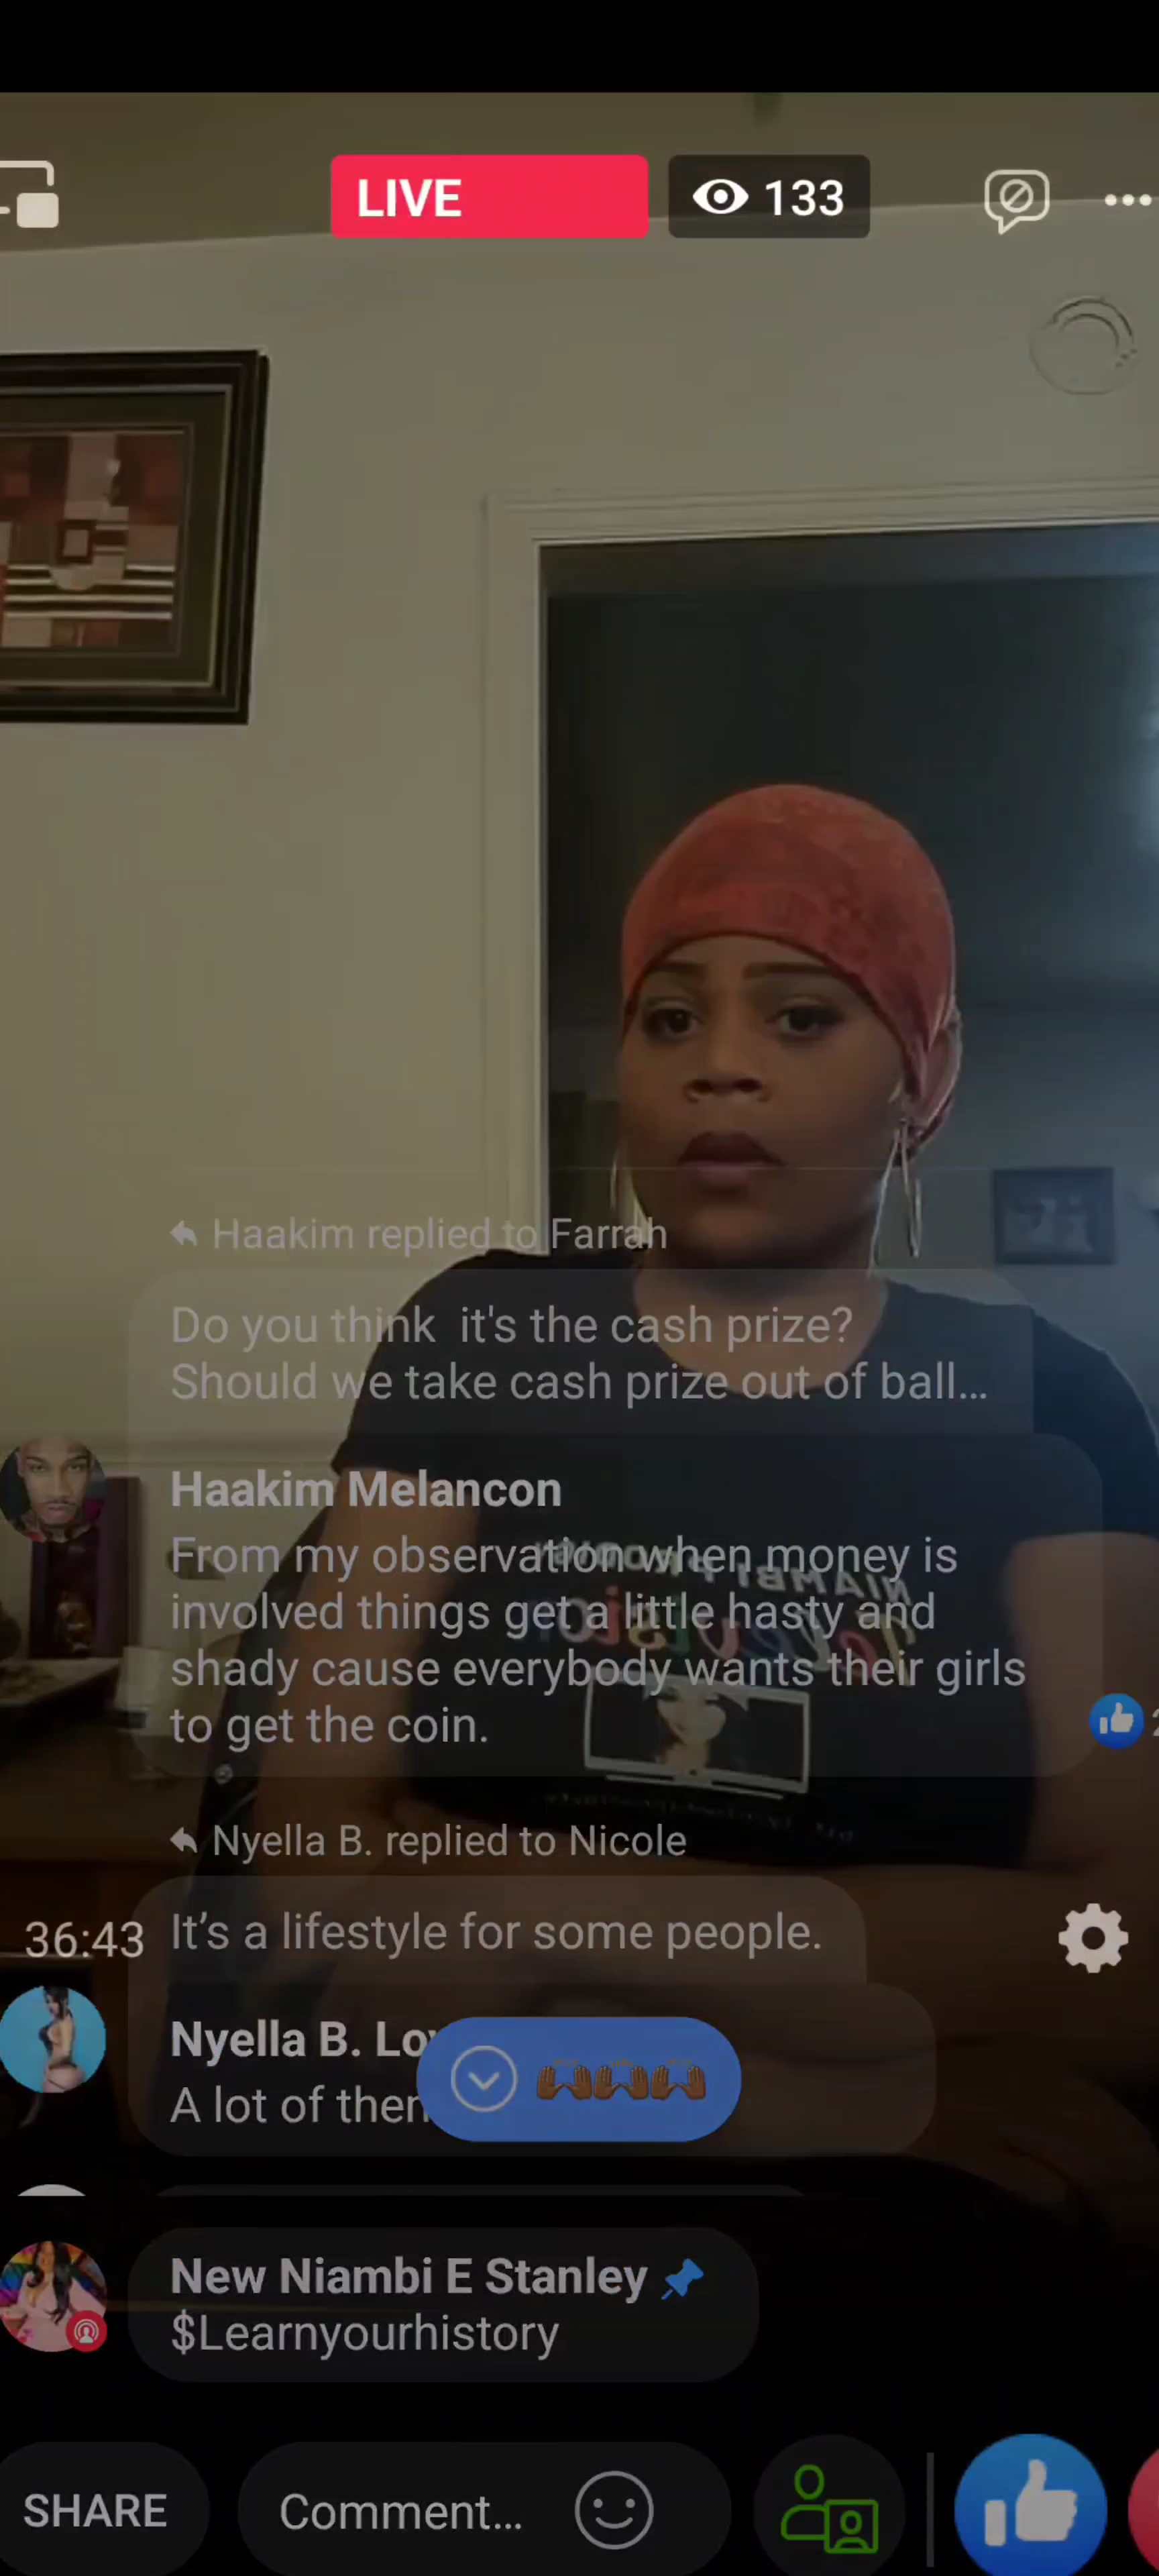 LIVE
133
Haakim replied to Farrah
Do you think it's the cash prize?
Should we take cash prize out of ball...
Haakim Melancon
From my observation when money is
involved things get a little hasty and
shady cause everybody wants their girls
to get the coin.
Nyella B. replied to Nicole
36:43
It's a lifestyle for some people.
Nyella B.
A lot of
New Niambi E Stanley
$Learnyourhistory
SHARE
Comment...